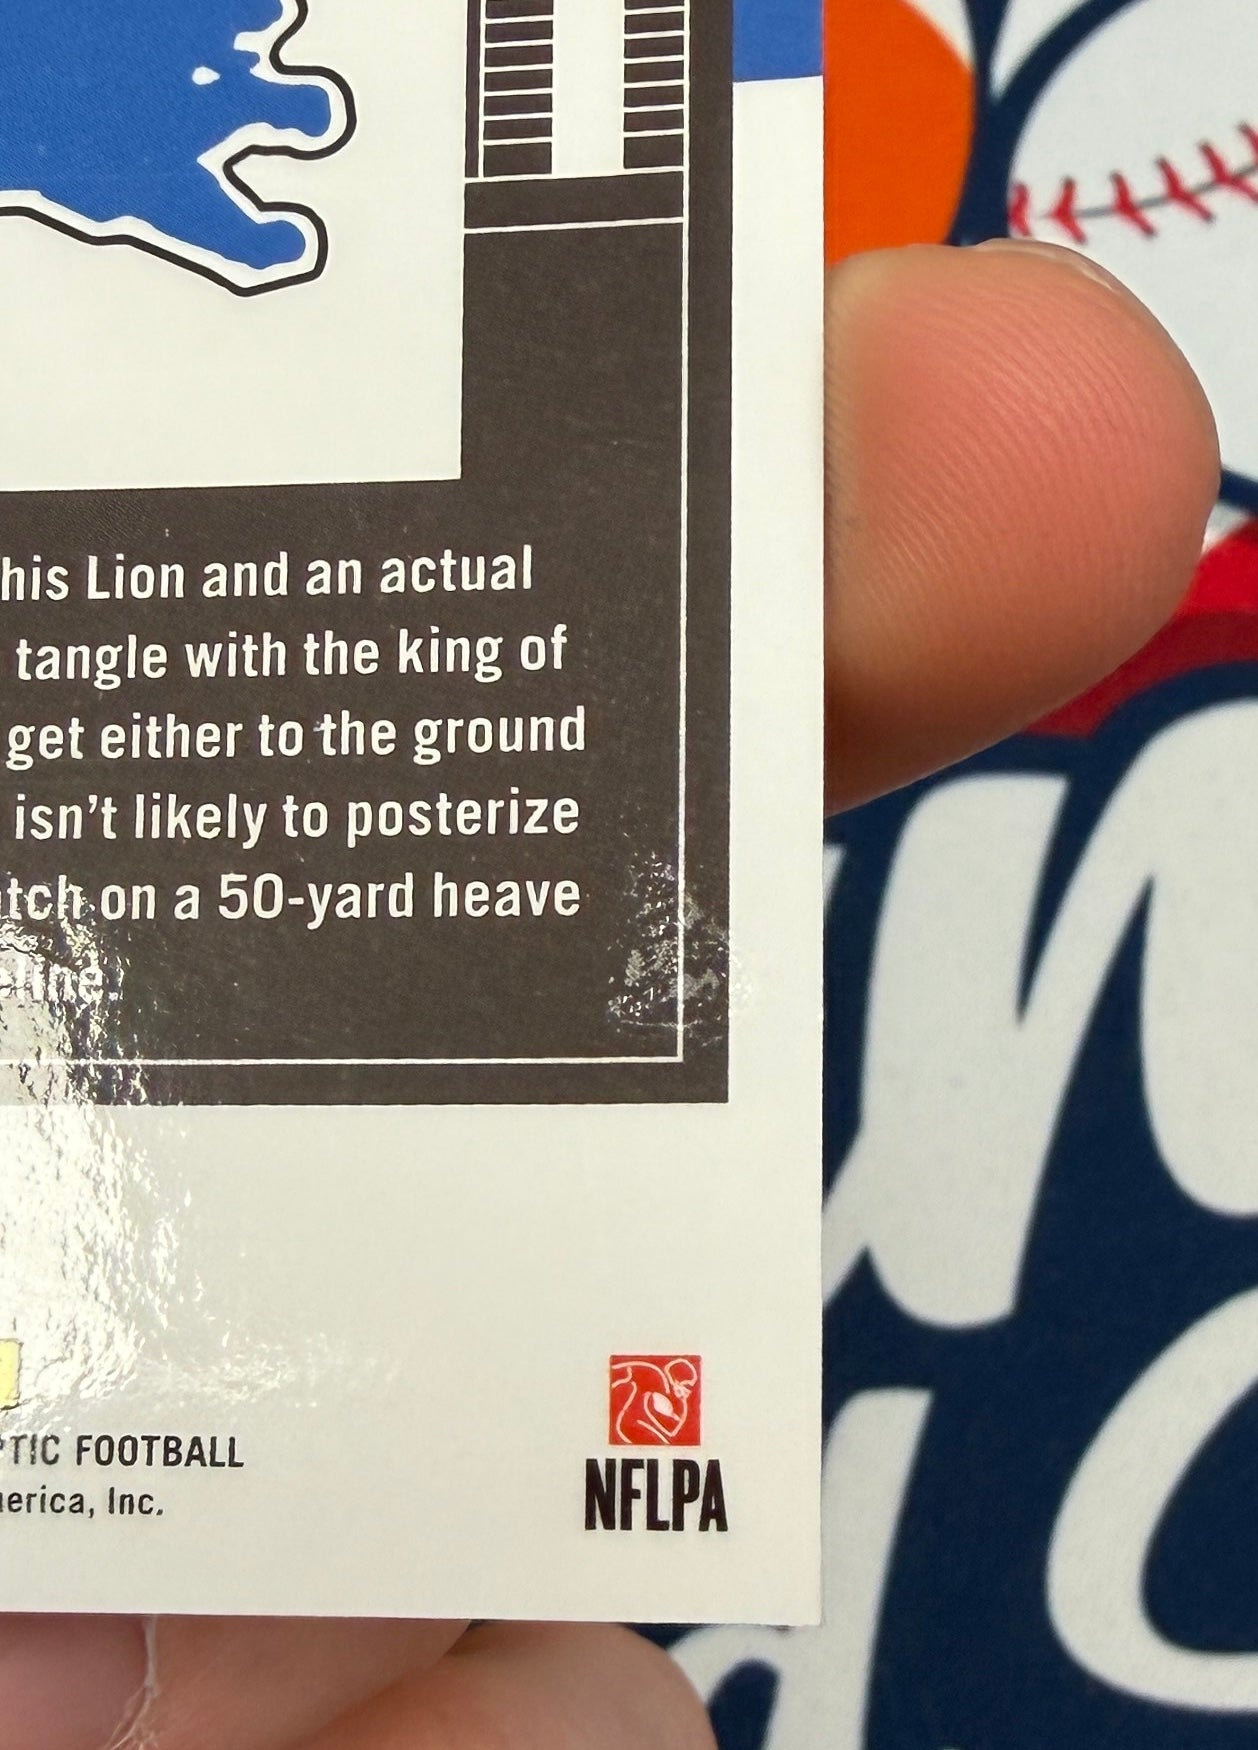 his Lion and an actual
tangle with the king of
get either to the ground
isn't likely to posterize
on a 50-yard heave
TIC FOOTBALL
erica, Inc.
NFLPA